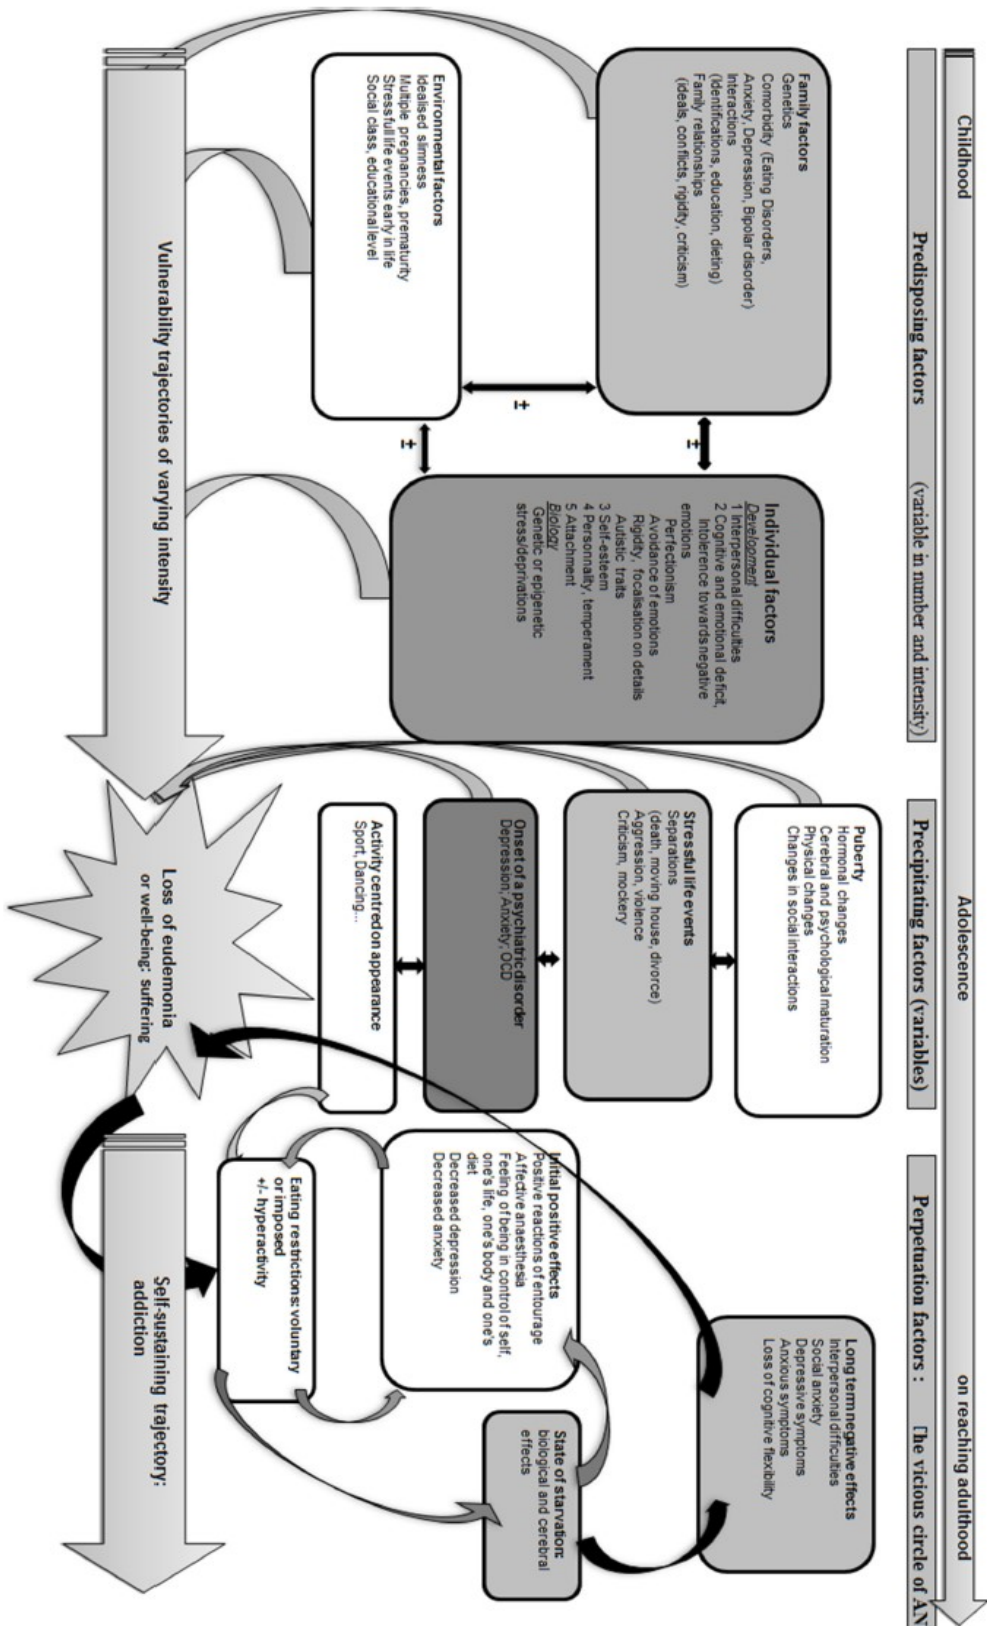 Childhood
Adolescence
on reaching adulthood
Predisposing factors (variable in number and intensity)
Precipitating factors (variables)
Perpetuation factors : The vicious circle of AN
Family factors
Genetics
Comorbidity (Eating Disorders,
Anxiety, Depression, Bipolar disorder)
Interactions
(Identifications, education, dieting)
Family relationships
(ideals, conflicts, rigidity, criticism)
±
±
±
Environmental factors
Idealised slimness
Multiple pregnancies, prematurity
Stressfull life events early in life
Social class, educational level
Individual factors
Development
1 Interpersonal difficulties
2 Cognitive and emotional deficit,
Intolerence towards negative
emotions
Perfectionism
Avoidance of emotions
Rigidity, focalisation on details
Autistic traits
3 Self-esteem
4 Personnality, temperament
5 Attachment
Biology
Genetic or epigenetic
stress/deprivations
Puberty
Hormonal changes
Cerebral and psychological maturation
Physical changes
Changes in social interactions
Stressful life events
Separations
(death, moving house, divorce)
Aggression, violence
Criticism, mockery
Onset of a psychiatric disorder
Depression, Anxiety, OCD
Activity centred on appearance
Sport, Dancing...
Long term negative effects
Interpersonal difficulties
Social anxiety
Depressive symptoms
Anxious symptoms
Loss of cognitive flexibility
State of starvation:
biological and cerebral
effects
Initial positive effects
Positive reactions of entourage
Affective anaesthesia
Feeling of being in control of self,
one's life, one's body and one's
diet
Decreased depression
Decreased anxiety
Eating restrictions: voluntary
or imposed
+/- hyperactivity
Vulnerability trajectories of varying intensity
Loss of eudemonia
or well-being: suffering
Self-sustaining trajectory:
addiction